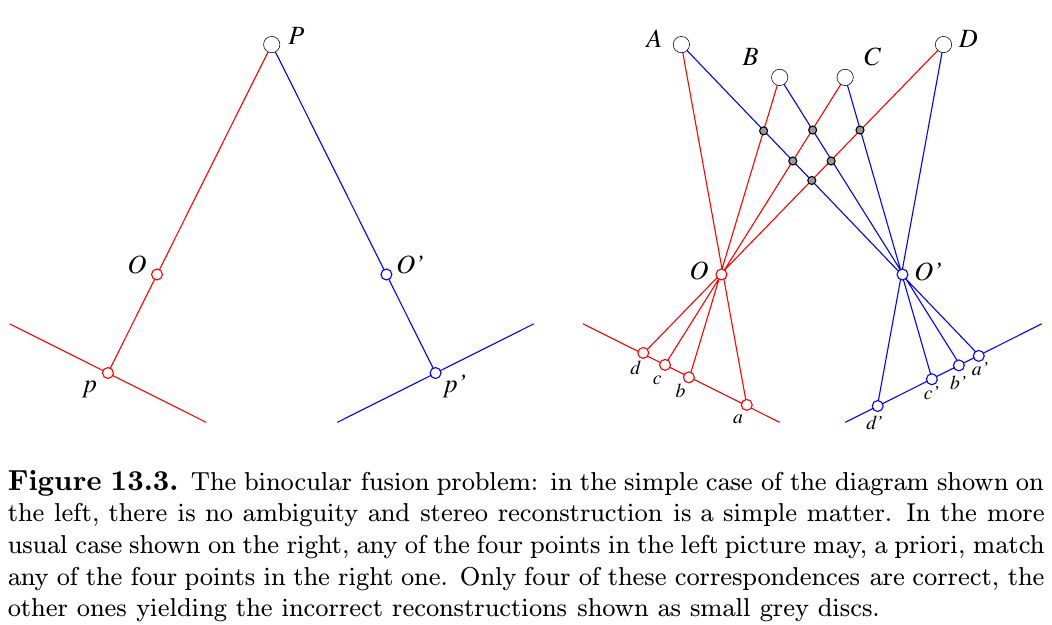 P
O
O'
p
p'
A
B
C
D
O
O'
d
c
b
a
a'
b'
c'
d'
Figure 13.3. The binocular fusion problem: in the simple case of the diagram shown on
the left, there is no ambiguity and stereo reconstruction is a simple matter. In the more
usual case shown on the right, any of the four points in the left picture may, a priori, match
any of the four points in the right one. Only four of these correspondences are correct, the
other ones yielding the incorrect reconstructions shown as small grey discs.